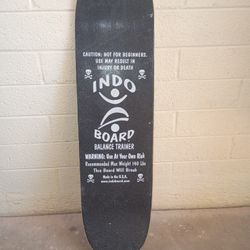 CAUTION: NOT FOR BEGINNERS.
USE MAY RESULT IN
INJURY OR DEATH
INDO
BOARD
BALANCE TRAINER
WARNING: Use At Your Own Risk
Recommended Max Weight 140 Lbs
This Board Will Break
Made in the U.S.A.
www.indoboard.com